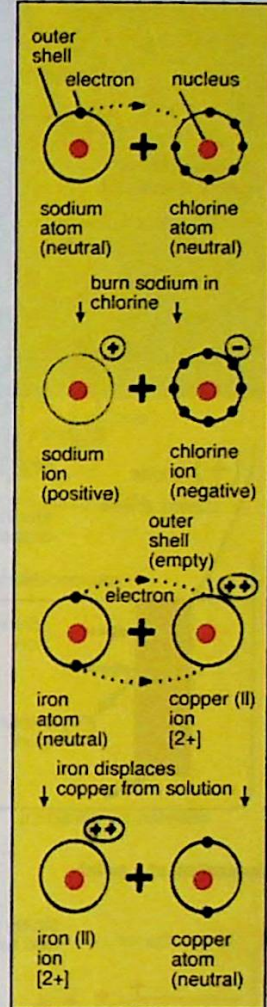 outer
shell
electron nucleus
+
sodium chlorine
atom atom
(neutral) (neutral)
burn sodium in
chlorine
+ -
+
sodium chlorine
ion ion
(positive) (negative)
outer
shell
(empty)
++
electron
+
iron copper (II)
atom ion
(neutral) [2+]
iron displaces
copper from solution
++
+
iron (II) copper
ion atom
[2+] (neutral)